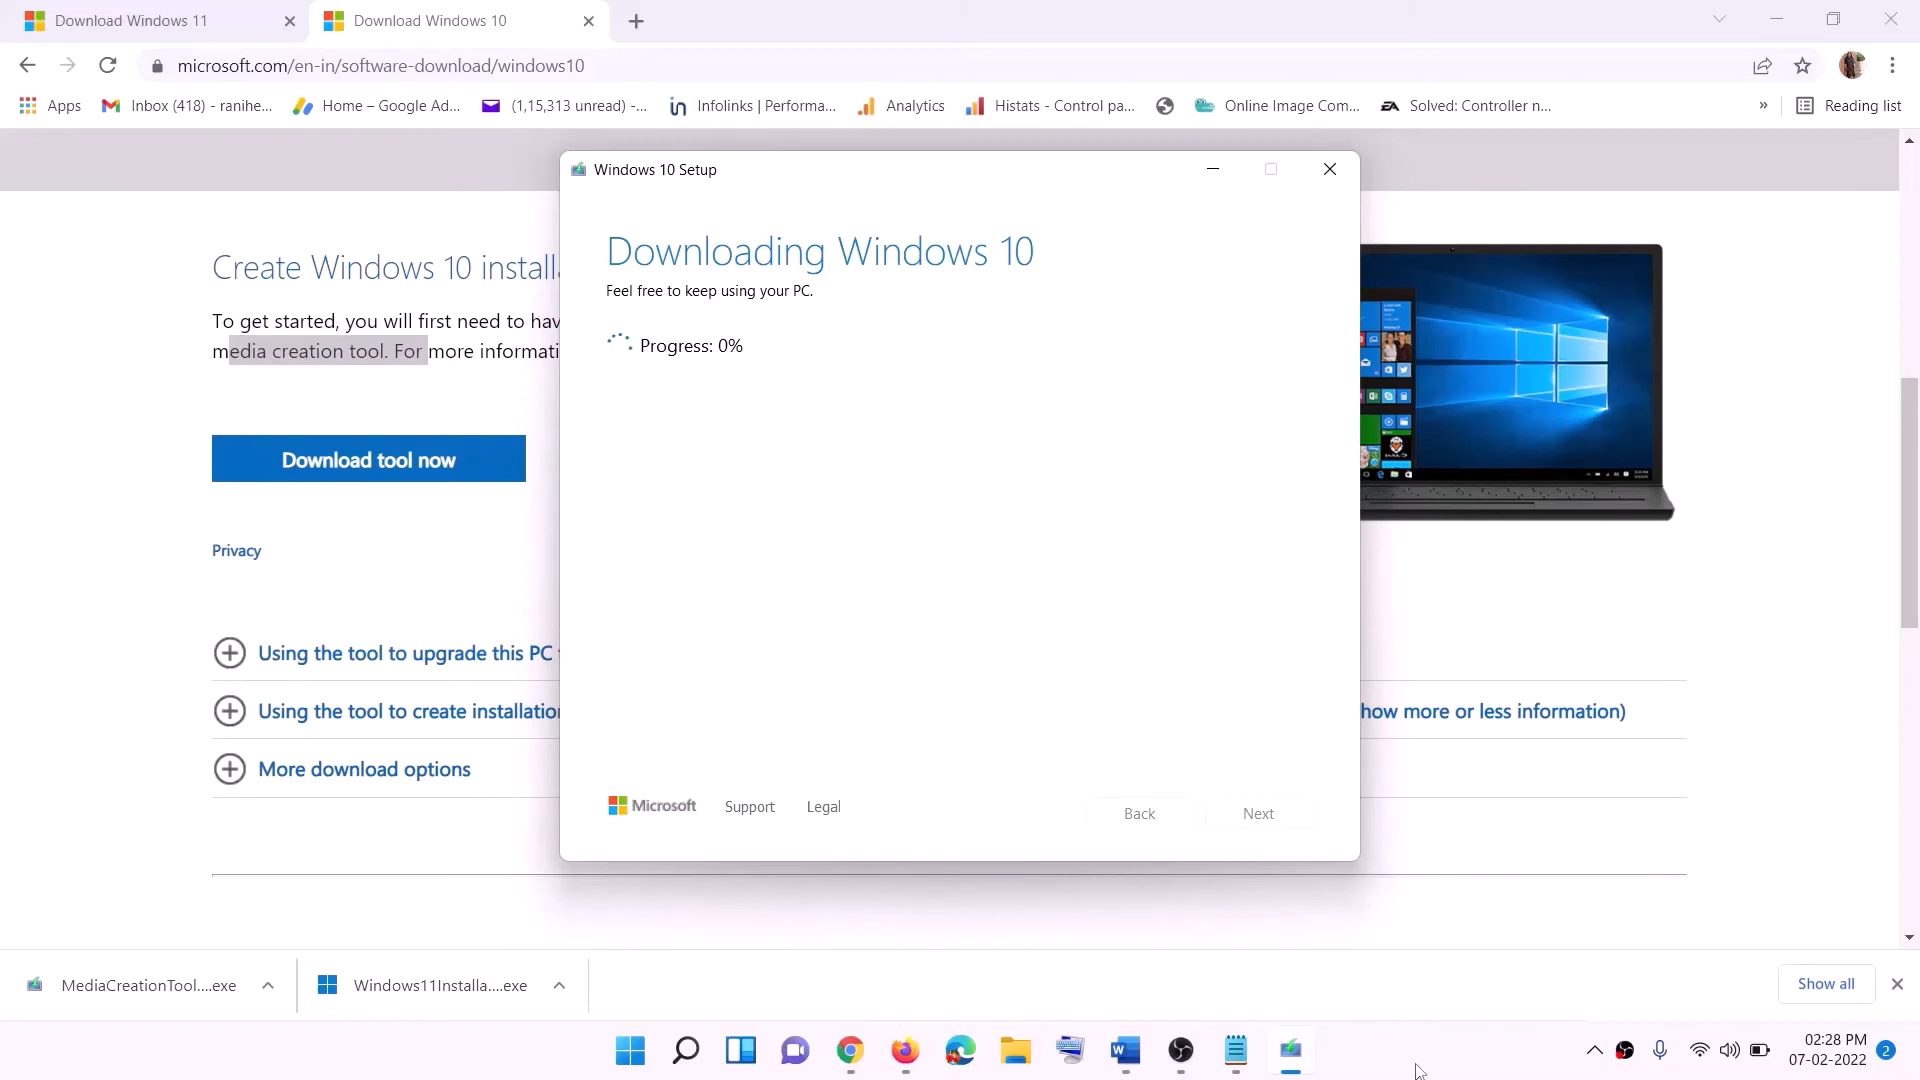 Download Windows 11
Download Windows 10
microsoft.com/en-in/software-download/windows10
Apps
Inbox (418) - ranihe...
Home – Google Ad...
(1,15,313 unread) -...
Infolinks | Performa...
Analytics
Histats - Control pa...
Online Image Com...
Solved: Controller n...
»
Reading list
Windows 10 Setup
Downloading Windows 10
Feel free to keep using your PC.
Progress: 0%
Create Windows 10 installa
To get started, you will first need to hav
media creation tool. For more informati
Download tool now
Privacy
Using the tool to upgrade this PC
Using the tool to create installation
how more or less information)
More download options
Microsoft
Support
Legal
Back
Next
MediaCreationTool....exe
Windows11Installa....exe
Show all
02:28 PM
07-02-2022
2